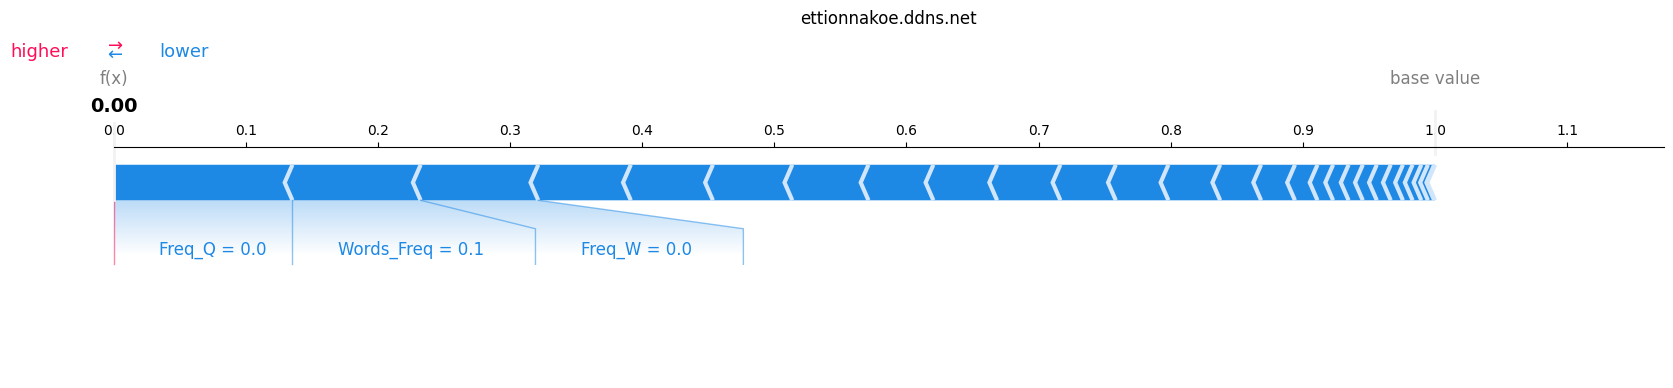 ettionnakoe.ddns.net
higher ⇄ lower
f(x) base value
0.00
0.0 0.1 0.2 0.3 0.4 0.5 0.6 0.7 0.8 0.9 1.0 1.1
Freq_Q = 0.0 Words_Freq = 0.1 Freq_W = 0.0